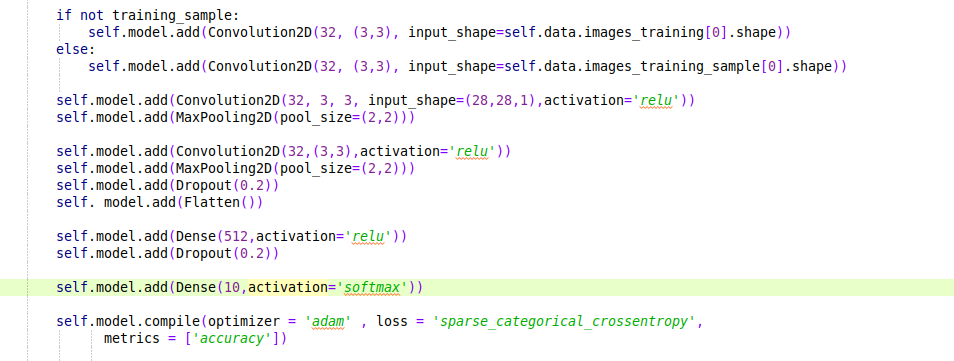 if not training_sample:
self.model.add(Convolution2D(32, (3,3), input_shape=self.data.images_training[0].shape))
else:
self.model.add(Convolution2D(32, (3,3), input_shape=self.data.images_training_sample[0].shape))
self.model.add(Convolution2D(32, 3, 3, input_shape=(28,28,1),activation='relu'))
self.model.add(MaxPooling2D(pool_size=(2,2)))
self.model.add(Convolution2D(32,(3,3),activation='relu'))
self.model.add(MaxPooling2D(pool_size=(2,2)))
self.model.add(Dropout(0.2))
self. model.add(Flatten())
self.model.add(Dense(512,activation='relu'))
self.model.add(Dropout(0.2))
self.model.add(Dense(10,activation='softmax'))
self.model.compile(optimizer = 'adam' , loss = 'sparse_categorical_crossentropy',
metrics = ['accuracy'])